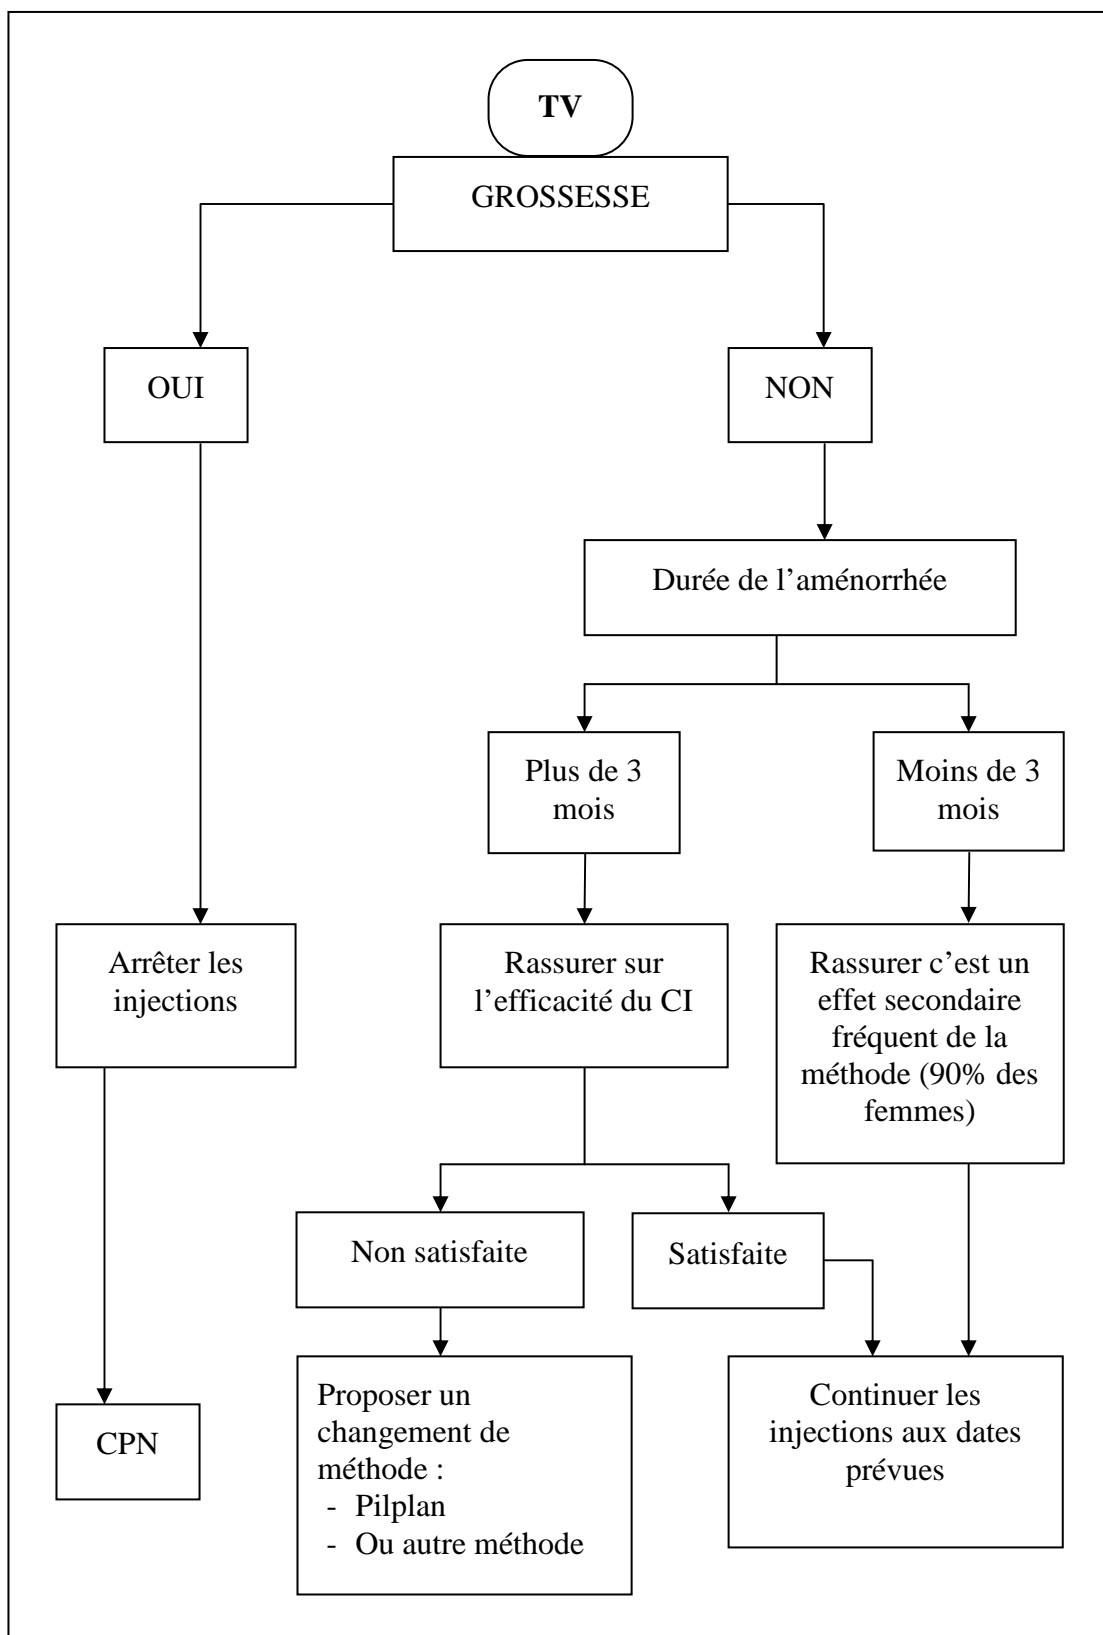 TV
GROSSESSE
OUI
NON
Durée de l’aménorrhée
Plus de 3
mois
Moins de 3
mois
Arrêter les
injections
Rassurer sur
l’efficacité du CI
Rassurer c’est un
effet secondaire
fréquent de la
méthode (90% des
femmes)
Non satisfaite
Satisfaite
CPN
Proposer un
changement de
méthode :
- Pilplan
- Ou autre méthode
Continuer les
injections aux dates
prévues